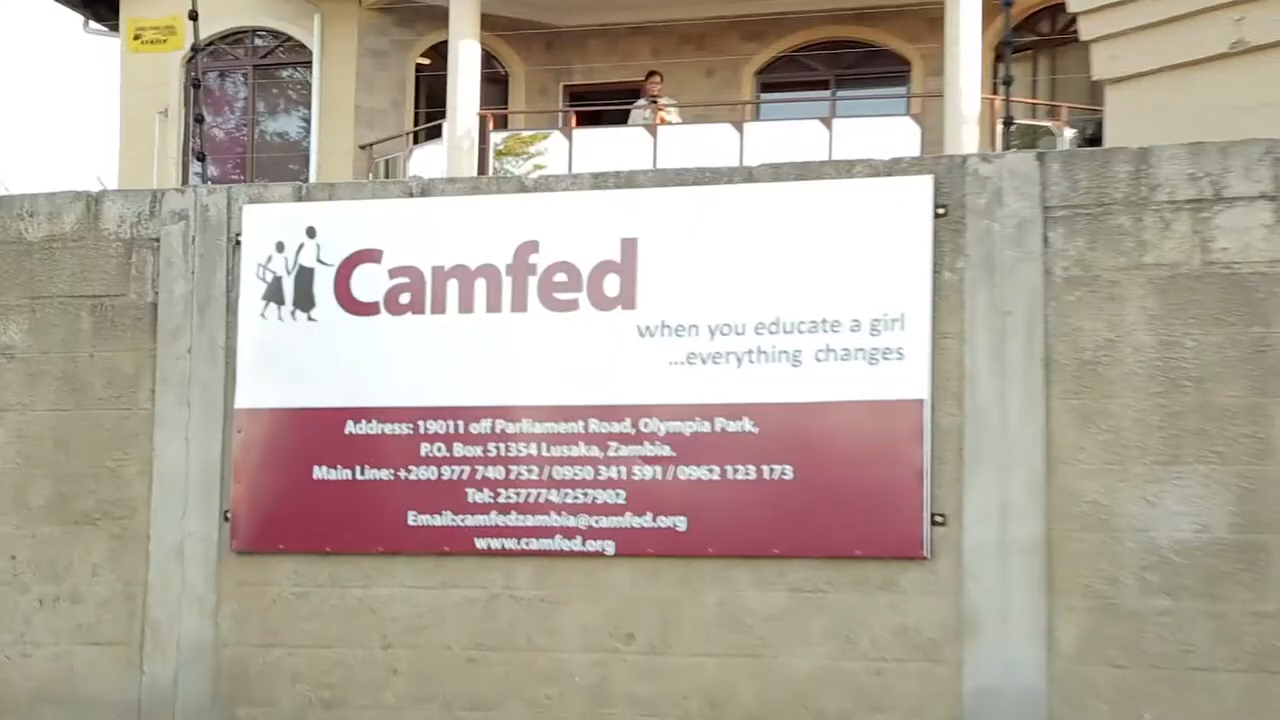 Camfed
when you educate a girl
...everything changes
Address: 19011 off Parliament Road, Olympia Park,
P.O. Box 51354 Lusaka, Zambia.
Main Line: +260 977 740 752 / 0950 341 591 / 0962 123 173
Tel: 257774/257902
Email:camfedzambia@camfed.org
www.camfed.org